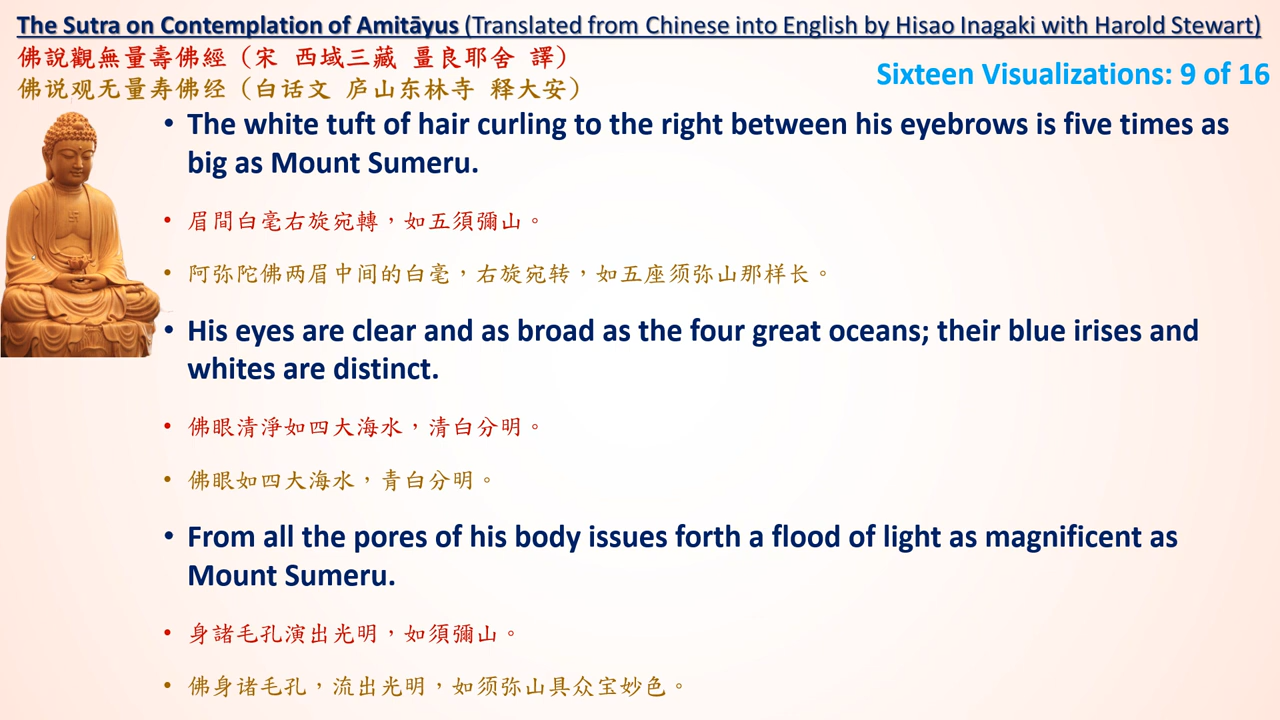 The Sutra on Contemplation of Amitāyus (Translated from Chinese into English by Hisao Inagaki with Harold Stewart)
佛說觀無量壽佛經（宋 西域三藏 畺良耶舍 譯）
佛说观无量寿佛经（白话文 庐山东林寺 释大安）
Sixteen Visualizations: 9 of 16
• The white tuft of hair curling to the right between his eyebrows is five times as
big as Mount Sumeru.
• 眉間白毫右旋宛轉，如五須彌山。
• 阿弥陀佛两眉中间的白毫，右旋宛转，如五座须弥山那样长。
• His eyes are clear and as broad as the four great oceans; their blue irises and
whites are distinct.
• 佛眼清淨如四大海水，清白分明。
• 佛眼如四大海水，青白分明。
• From all the pores of his body issues forth a flood of light as magnificent as
Mount Sumeru.
• 身諸毛孔演出光明，如須彌山。
• 佛身诸毛孔，流出光明，如须弥山具众宝妙色。